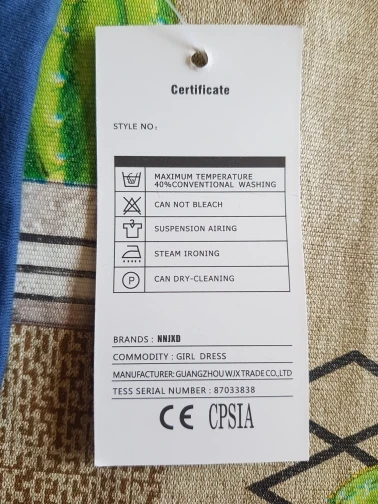 Certificate
STYLE NO:
MAXIMUM TEMPERATURE
40%CONVENTIONAL WASHING
CAN NOT BLEACH
SUSPENSION AIRING
STEAM IRONING
P
CAN DRY-CLEANING
BRANDS : NNJXD
COMMODITY : GIRL DRESS
MANUFACTURER: GUANGZHOU WJX TRADE CO.,LTD
TESS SERIAL NUMBER : 87033838
CE CPSIA